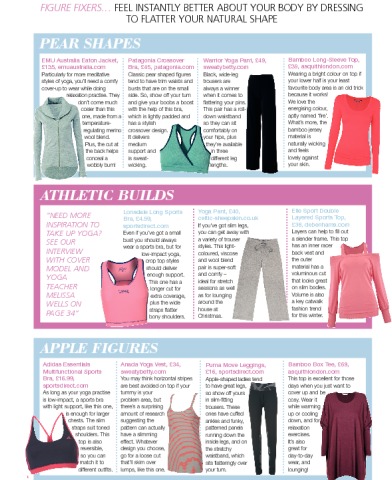 FIGURE FIXERS... FEEL INSTANTLY BETTER ABOUT YOUR BODY BY DRESSING
TO FLATTER YOUR NATURAL SHAPE
PEAR SHAPES
EMU Australia Eaton Jacket,
£135, emuaustralia.com
Particularly for more meditative
styles of yoga, you'll need a comfy
cover-up to wear while doing
relaxation practise. They
don't come much
cosier than this
one, made from a
temperature-
regulating merino
wool blend.
Plus, the cut at
the back helps
conceal a
wobbly bum!
Patagonia Crossover
Bra, £45, patagonia.com
Classic pear shaped figures
tend to have trim waists and
busts that are on the small
side. So, show off your tum
and give your boobs a boost
with the help of this bra,
which is lightly padded and
has a stylish
crossover design.
It delivers
medium
support and
is sweat-
wicking.
Warrior Yoga Pant, £49,
sweatybetty.com
Black, wide-leg
trousers are
always a winner
when it comes to
flattering your pins.
This pair has a roll-
down waistband
so they can sit
comfortably on
your hips, plus
they're available
in three
different leg
lengths.
Bamboo Long-Sleeve Top,
£39, asquithlondon.com
Wearing a bright colour on top if
your lower half is your least
favourite body area is an old trick
because it works!
We love the
energising colour,
aptly named 'fire'.
What's more, the
bamboo jersey
material is
naturally wicking
and feels
lovely against
your skin.
ATHLETIC BUILDS
"NEED MORE
INSPIRATION TO
TAKE UP YOGA?
SEE OUR
INTERVIEW
WITH COVER
MODEL AND
YOGA
TEACHER
MELISSA
WELLS ON
PAGE 34"
Lonsdale Long Sports
Bra, £4.99,
sportsdirect.com
Even if you've got a small
bust you should always
wear a sports bra, but for
low-impact yoga,
crop top styles
should deliver
enough support.
This one has a
longer cut for
extra coverage,
plus the wide
straps flatter
bony shoulders.
Yoga Pant, £40,
celtic-sheepskin.co.uk
If you've got slim legs,
you can get away with
a variety of trouser
styles. This light-
coloured, viscose
and wool blend
pair is super-soft
and comfy –
ideal for stretch
sessions as well
as for lounging
around the
house at
Christmas.
Elle Sport Double
Layered Sports Top,
£36, debenhams.com
Layers can help to fill out
a slender frame. This top
has an inner racer
back vest and
the outer
material has a
voluminous cut
that looks great
on slim bodies.
Volume is also
a key catwalk
fashion trend
for this winter.
APPLE FIGURES
Adidas Essentials
Multifunctional Sports
Bra, £16.99,
sportsdirect.com
As long as your yoga practise
is low-impact, a sports bra
with light support, like this one,
is enough for larger
chests. The slim
straps suit toned
shoulders. This
top is also
reversible,
so you can
match it to
different outfits.
Anista Yoga Vest, £34,
sweatybetty.com
You may think horizontal stripes
are best avoided on top if your
tummy is your
problem area, but
there's a surprising
amount of research
suggesting the
pattern can actually
have a slimming
effect. Whatever
design you choose,
go for a loose cut
that'll skim over
lumps, like this one.
Puma Move Leggings,
£16, sportsdirect.com
Apple-shaped ladies tend
to have great legs,
so show off yours
in slim-fitting
trousers. These
ones have cuffed
ankles and funky,
patterned panels
running down the
inside legs, and on
the stretchy
waistband, which
sits flatteringly over
your tum.
Bamboo Box Tee, £69,
asquithlondon.com
This top is excellent for those
days when you just want to
cover up and be
cosy. Wear it
while warming
up or cooling
down, and for
relaxation
exercises.
It's also
great for
day-to-day
wear, and
lounging!